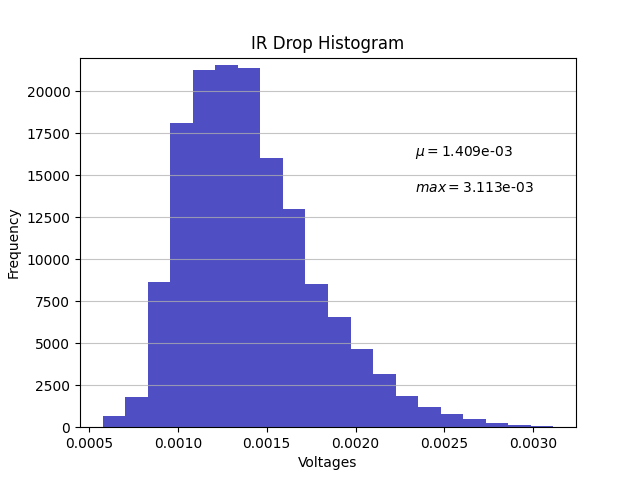 IR Drop Histogram
20000
17500
15000
12500
10000
7500
5000
2500
0
Frequency
μ = 1.409e-03
max = 3.113e-03
0.0005 0.0010 0.0015 0.0020 0.0025 0.0030
Voltages